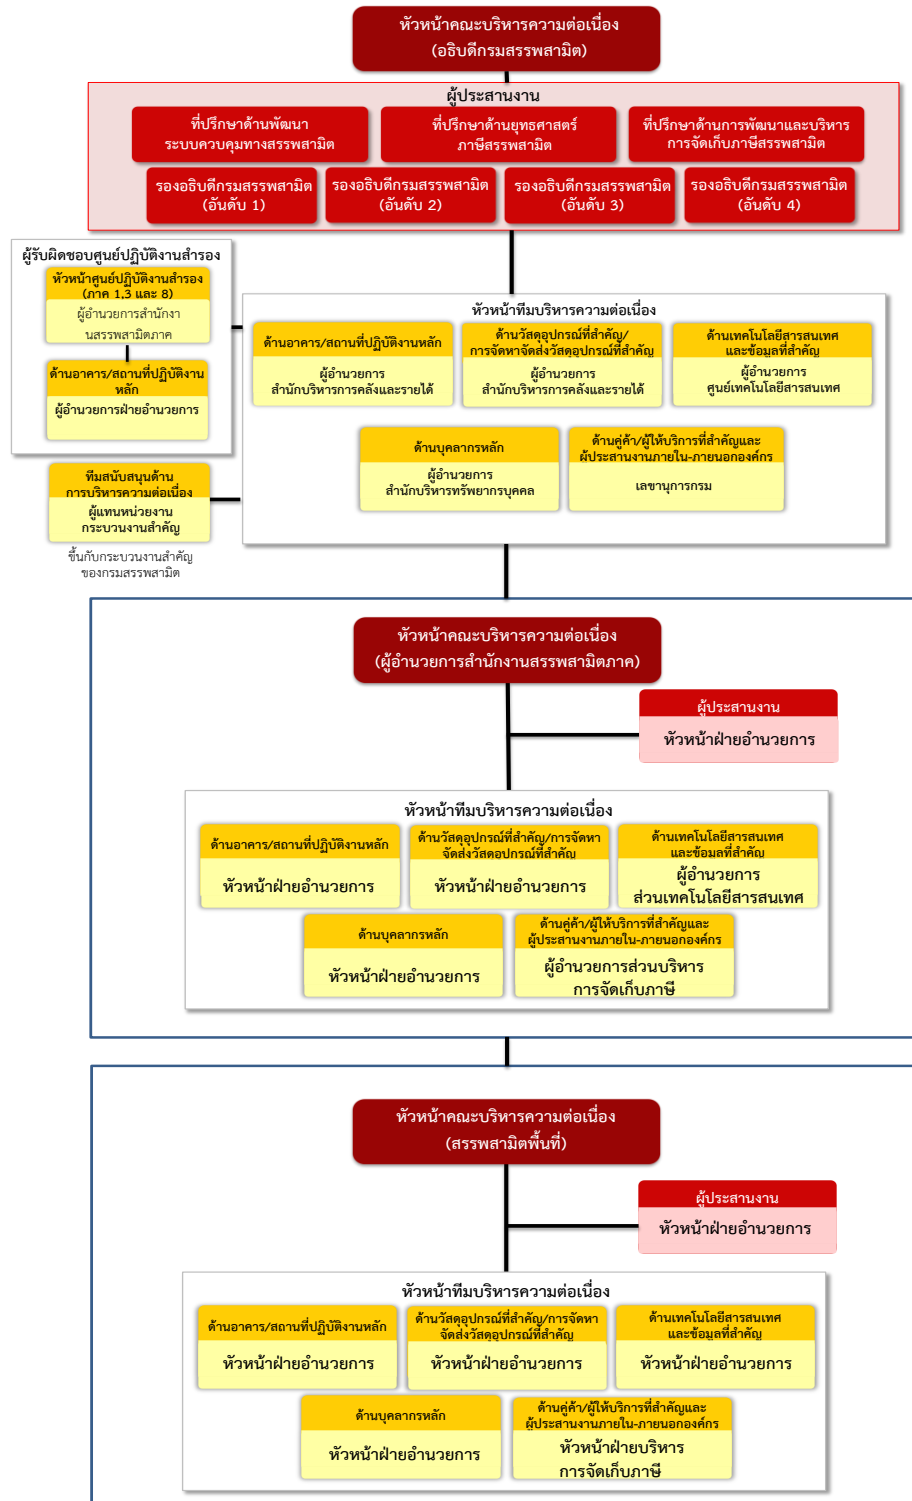 หัวหน้าคณะบริหารความต่อเนื่อง
(อธิบดีกรมสรรพสามิต)
ผู้ประสานงาน
ที่ปรึกษาด้านพัฒนา
ระบบควบคุมทางสรรพสามิต
ที่ปรึกษาด้านยุทธศาสตร์
ภาษีสรรพสามิต
ที่ปรึกษาด้านการพัฒนาและบริหาร
การจัดเก็บภาษีสรรพสามิต
รองอธิบดีกรมสรรพสามิต
(อันดับ 1)
รองอธิบดีกรมสรรพสามิต
(อันดับ 2)
รองอธิบดีกรมสรรพสามิต
(อันดับ 3)
รองอธิบดีกรมสรรพสามิต
(อันดับ 4)
ผู้รับผิดชอบศูนย์ปฏิบัติงานสำรอง
หัวหน้าศูนย์ปฏิบัติงานสำรอง
(ภาค 1,3 และ 8)
ผู้อำนวยการสำนักงา
นสรรพสามิตภาค
ด้านอาคาร/สถานที่ปฏิบัติงาน
หลัก
ผู้อำนวยการฝ่ายอำนวยการ
หัวหน้าทีมบริหารความต่อเนื่อง
ด้านอาคาร/สถานที่ปฏิบัติงานหลัก
ผู้อำนวยการ
สำนักบริหารการคลังและรายได้
ด้านวัสดุอุปกรณ์ที่สำคัญ/
การจัดหาจัดส่งวัสดุอุปกรณ์ที่สำคัญ
ผู้อำนวยการ
สำนักบริหารการคลังและรายได้
ด้านเทคโนโลยีสารสนเทศ
และข้อมูลที่สำคัญ
ผู้อำนวยการ
ศูนย์เทคโนโลยีสารสนเทศ
ด้านบุคลากรหลัก
ผู้อำนวยการ
สำนักบริหารทรัพยากรบุคคล
ด้านคู่ค้า/ผู้ให้บริการที่สำคัญและ
ผู้ประสานงานภายใน-ภายนอกองค์กร
เลขานุการกรม
ทีมสนับสนุนด้าน
การบริหารความต่อเนื่อง
ผู้แทนหน่วยงาน
กระบวนงานสำคัญ
ขึ้นกับกระบวนงานสำคัญ
ของกรมสรรพสามิต
หัวหน้าคณะบริหารความต่อเนื่อง
(ผู้อำนวยการสำนักงานสรรพสามิตภาค)
ผู้ประสานงาน
หัวหน้าฝ่ายอำนวยการ
หัวหน้าทีมบริหารความต่อเนื่อง
ด้านอาคาร/สถานที่ปฏิบัติงานหลัก
หัวหน้าฝ่ายอำนวยการ
ด้านวัสดุอุปกรณ์ที่สำคัญ/การจัดหา
จัดส่งวัสดุอุปกรณ์ที่สำคัญ
หัวหน้าฝ่ายอำนวยการ
ด้านเทคโนโลยีสารสนเทศ
และข้อมูลที่สำคัญ
ผู้อำนวยการ
ส่วนเทคโนโลยีสารสนเทศ
ด้านบุคลากรหลัก
หัวหน้าฝ่ายอำนวยการ
ด้านคู่ค้า/ผู้ให้บริการที่สำคัญและ
ผู้ประสานงานภายใน-ภายนอกองค์กร
ผู้อำนวยการส่วนบริหาร
การจัดเก็บภาษี
หัวหน้าคณะบริหารความต่อเนื่อง
(สรรพสามิตพื้นที่)
ผู้ประสานงาน
หัวหน้าฝ่ายอำนวยการ
หัวหน้าทีมบริหารความต่อเนื่อง
ด้านอาคาร/สถานที่ปฏิบัติงานหลัก
หัวหน้าฝ่ายอำนวยการ
ด้านวัสดุอุปกรณ์ที่สำคัญ/การจัดหา
จัดส่งวัสดุอุปกรณ์ที่สำคัญ
หัวหน้าฝ่ายอำนวยการ
ด้านเทคโนโลยีสารสนเทศ
และข้อมูลที่สำคัญ
หัวหน้าฝ่ายอำนวยการ
ด้านบุคลากรหลัก
หัวหน้าฝ่ายอำนวยการ
ด้านคู่ค้า/ผู้ให้บริการที่สำคัญและ
ผู้ประสานงานภายใน-ภายนอกองค์กร
หัวหน้าฝ่ายบริหาร
การจัดเก็บภาษี